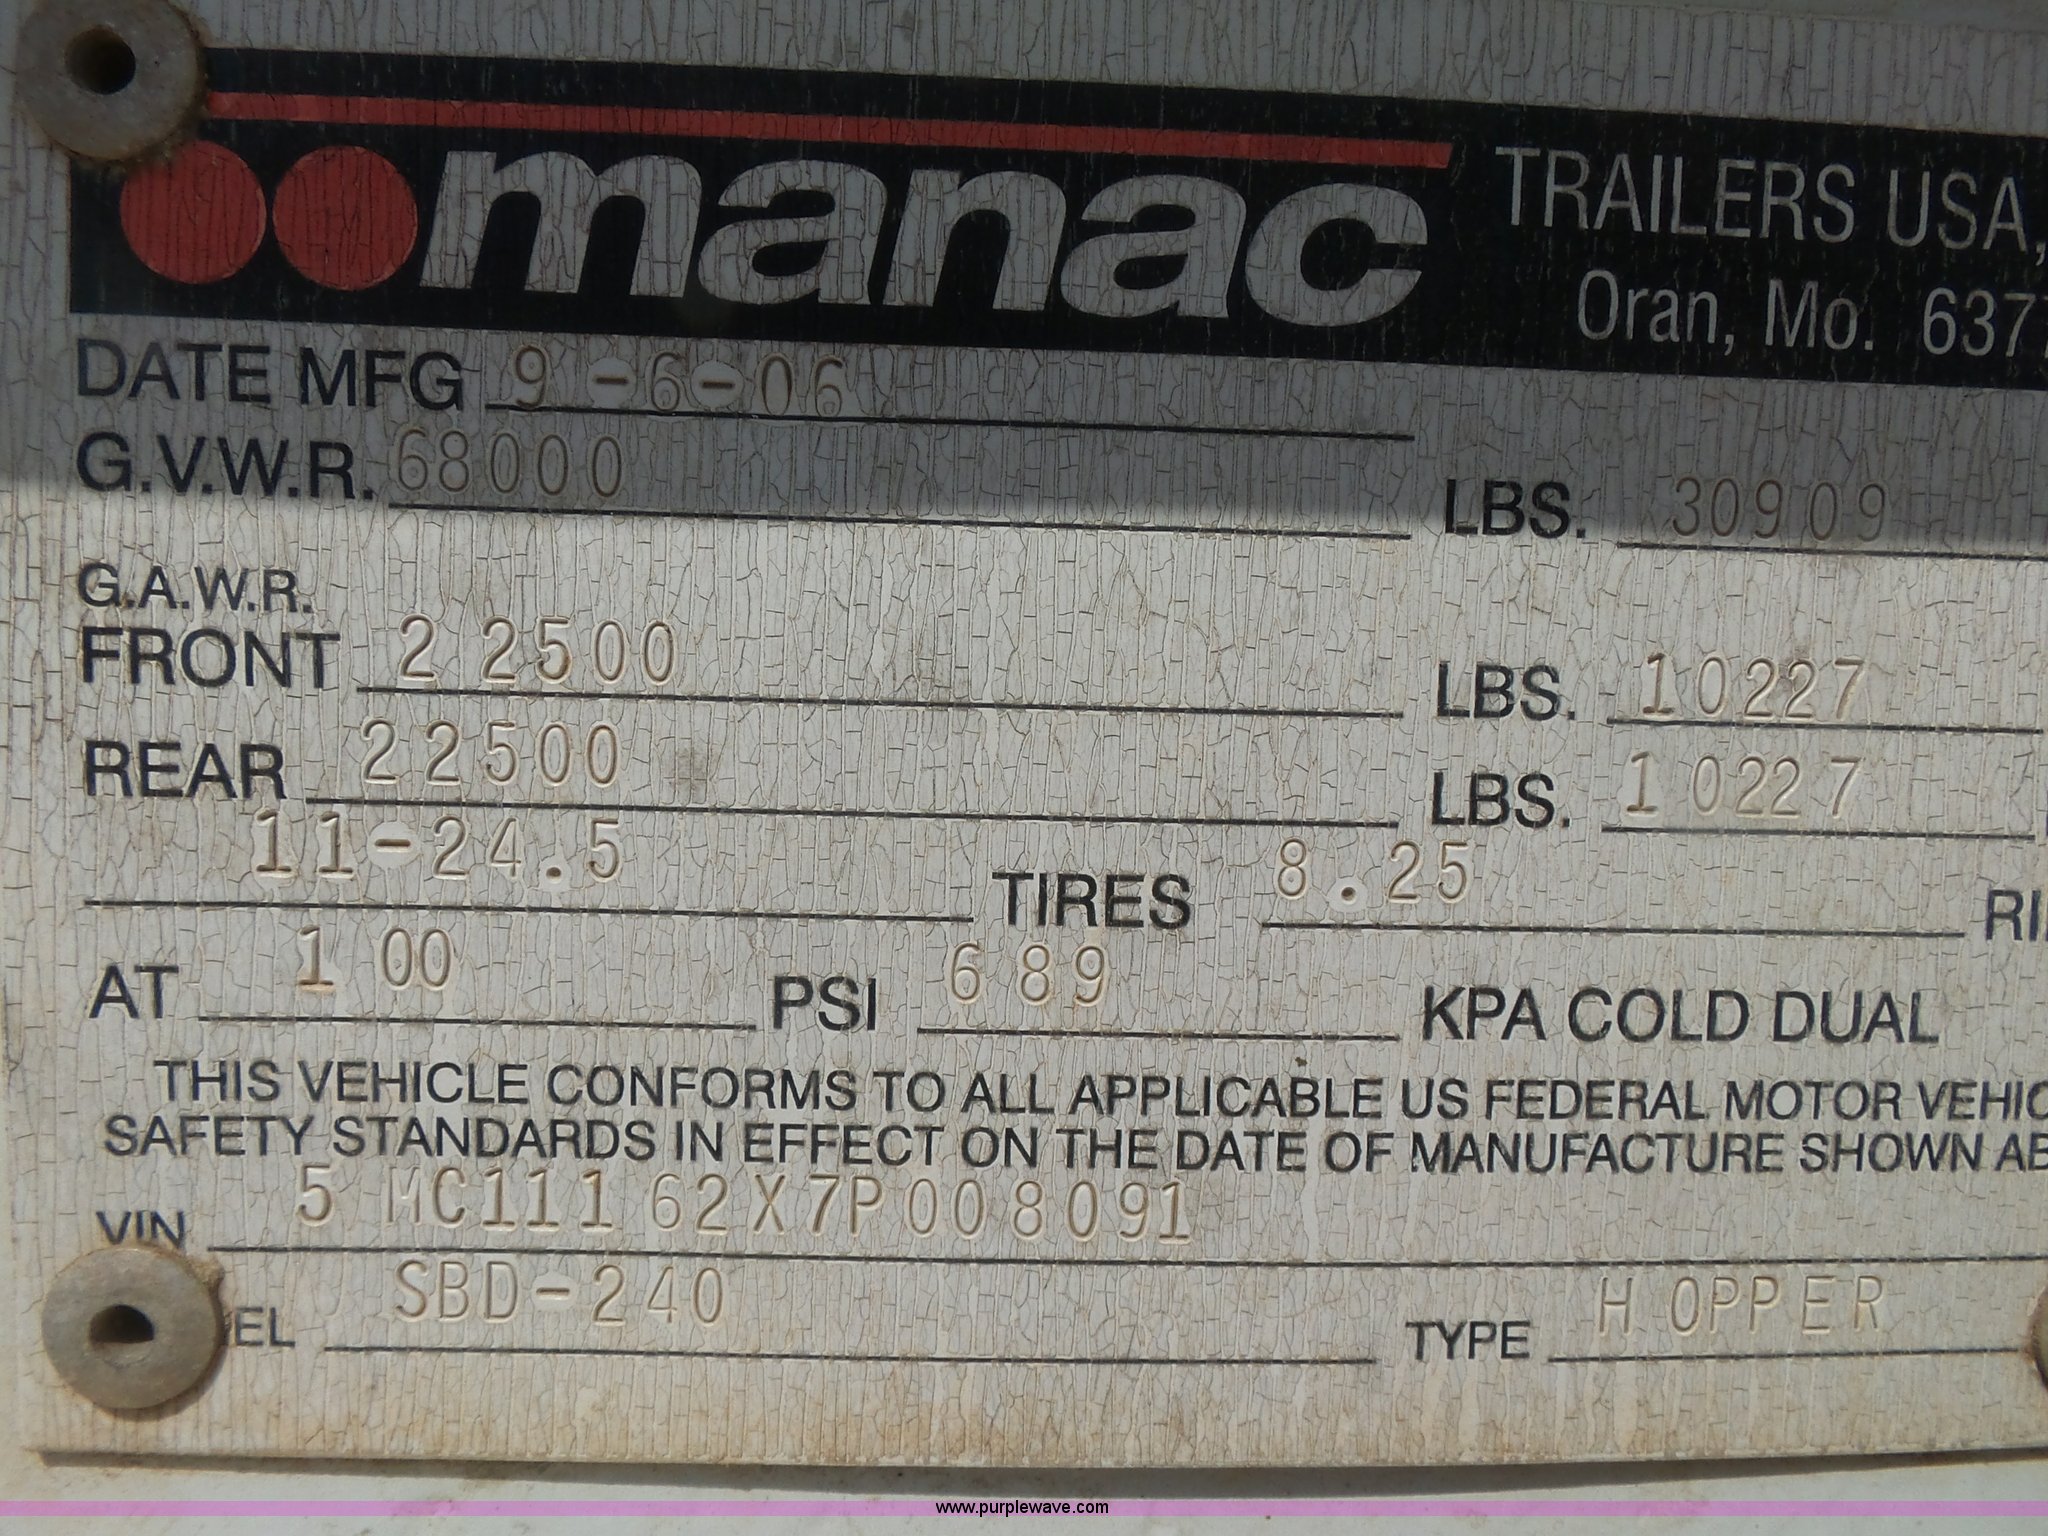 manac TRAILERS USA,
Oran, Mo. 637
DATE MFG 9-6-06
G.V.W.R. 68000 LBS. 30909
G.A.W.R.
FRONT 22500 LBS. 10227
REAR 22500 LBS. 10227
11-24.5 TIRES 8.25 RI
AT 100 PSI 689 KPA COLD DUAL
THIS VEHICLE CONFORMS TO ALL APPLICABLE US FEDERAL MOTOR VEHIC
SAFETY STANDARDS IN EFFECT ON THE DATE OF MANUFACTURE SHOWN AB
VIN 5MC111162X7P008091
EL SBD-240 TYPE HOPPER
www.purplewave.com